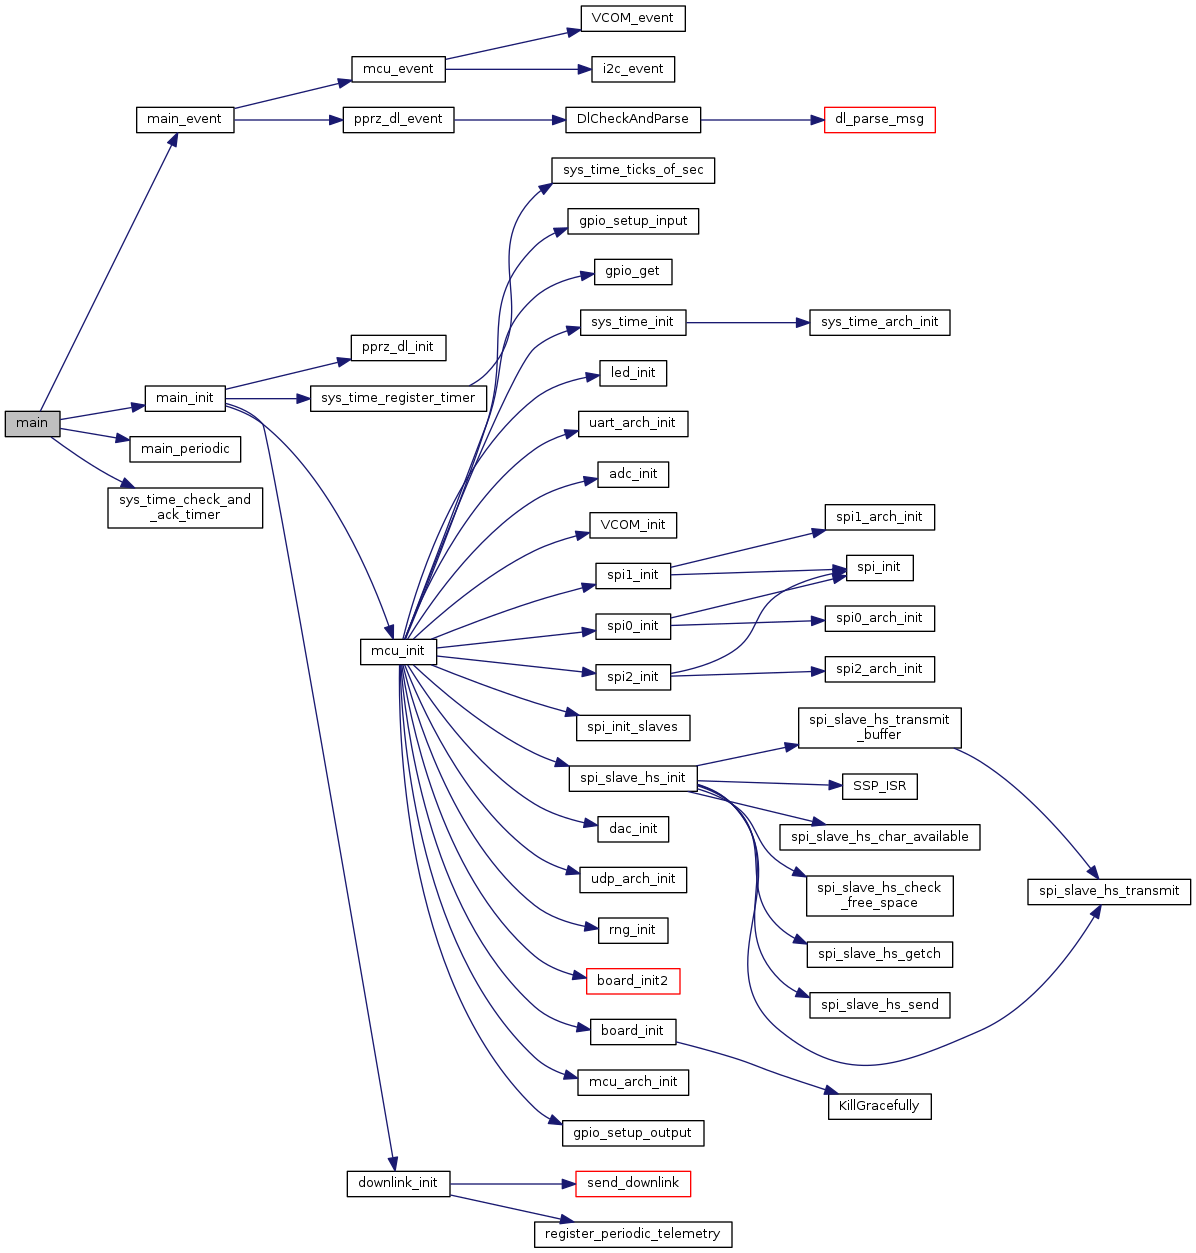 VCOM_event
mcu_event
i2c_event
main_event
pprz_dl_event
DlCheckAndParse
dl_parse_msg
sys_time_ticks_of_sec
gpio_setup_input
gpio_get
sys_time_init
sys_time_arch_init
pprz_dl_init
led_init
main_init
sys_time_register_timer
main
uart_arch_init
main_periodic
adc_init
sys_time_check_and
_ack_timer
VCOM_init
spi1_arch_init
spi1_init
spi_init
spi0_init
spi0_arch_init
mcu_init
spi2_init
spi2_arch_init
spi_init_slaves
spi_slave_hs_transmit
_buffer
spi_slave_hs_init
SSP_ISR
dac_init
spi_slave_hs_char_available
udp_arch_init
spi_slave_hs_check
_free_space
spi_slave_hs_transmit
rng_init
spi_slave_hs_getch
board_init2
spi_slave_hs_send
board_init
mcu_arch_init
KillGracefully
gpio_setup_output
downlink_init
send_downlink
register_periodic_telemetry